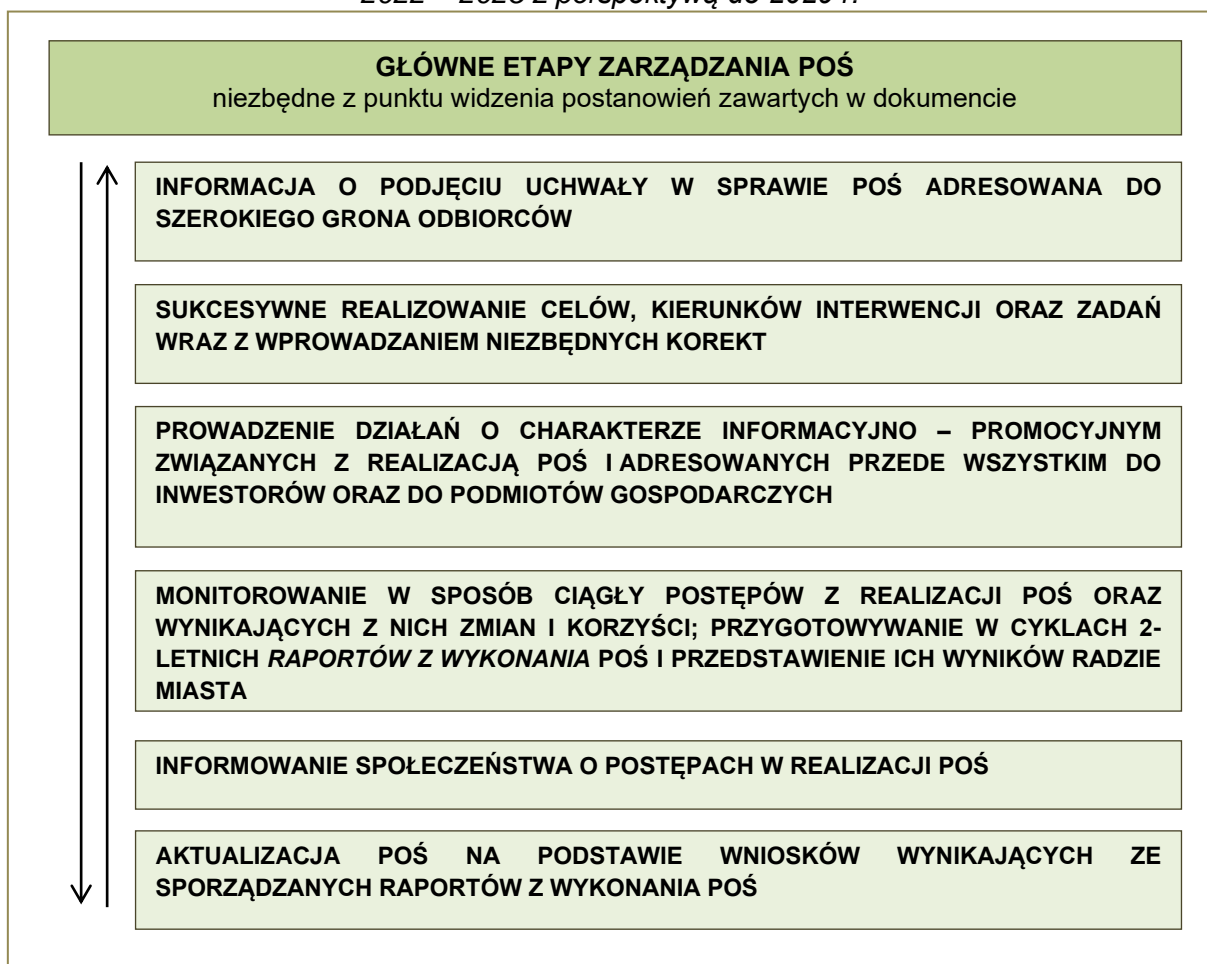 GŁÓWNE ETAPY ZARZĄDZANIA POŚ
niezbędne z punktu widzenia postanowień zawartych w dokumencie
INFORMACJA O PODJĘCIU UCHWAŁY W SPRAWIE POŚ ADRESOWANA DO
SZEROKIEGO GRONA ODBIORCÓW
SUKCESYWNE REALIZOWANIE CELÓW, KIERUNKÓW INTERWENCJI ORAZ ZADAŃ
WRAZ Z WPROWADZANIEM NIEZBĘDNYCH KOREKT
PROWADZENIE DZIAŁAŃ O CHARAKTERZE INFORMACYJNO – PROMOCYJNYM
ZWIĄZANYCH Z REALIZACJĄ POŚ I ADRESOWANYCH PRZEDE WSZYSTKIM DO
INWESTORÓW ORAZ DO PODMIOTÓW GOSPODARCZYCH
MONITOROWANIE W SPOSÓB CIĄGŁY POSTĘPÓW Z REALIZACJI POŚ ORAZ
WYNIKAJĄCYCH Z NICH ZMIAN I KORZYŚCI; PRZYGOTOWYWANIE W CYKLACH 2-
LETNICH RAPORTÓW Z WYKONANIA POŚ I PRZEDSTAWIENIE ICH WYNIKÓW RADZIE
MIASTA
INFORMOWANIE SPOŁECZEŃSTWA O POSTĘPACH W REALIZACJI POŚ
AKTUALIZACJA POŚ NA PODSTAWIE WNIOSKÓW WYNIKAJĄCYCH ZE
SPORZĄDZANYCH RAPORTÓW Z WYKONANIA POŚ